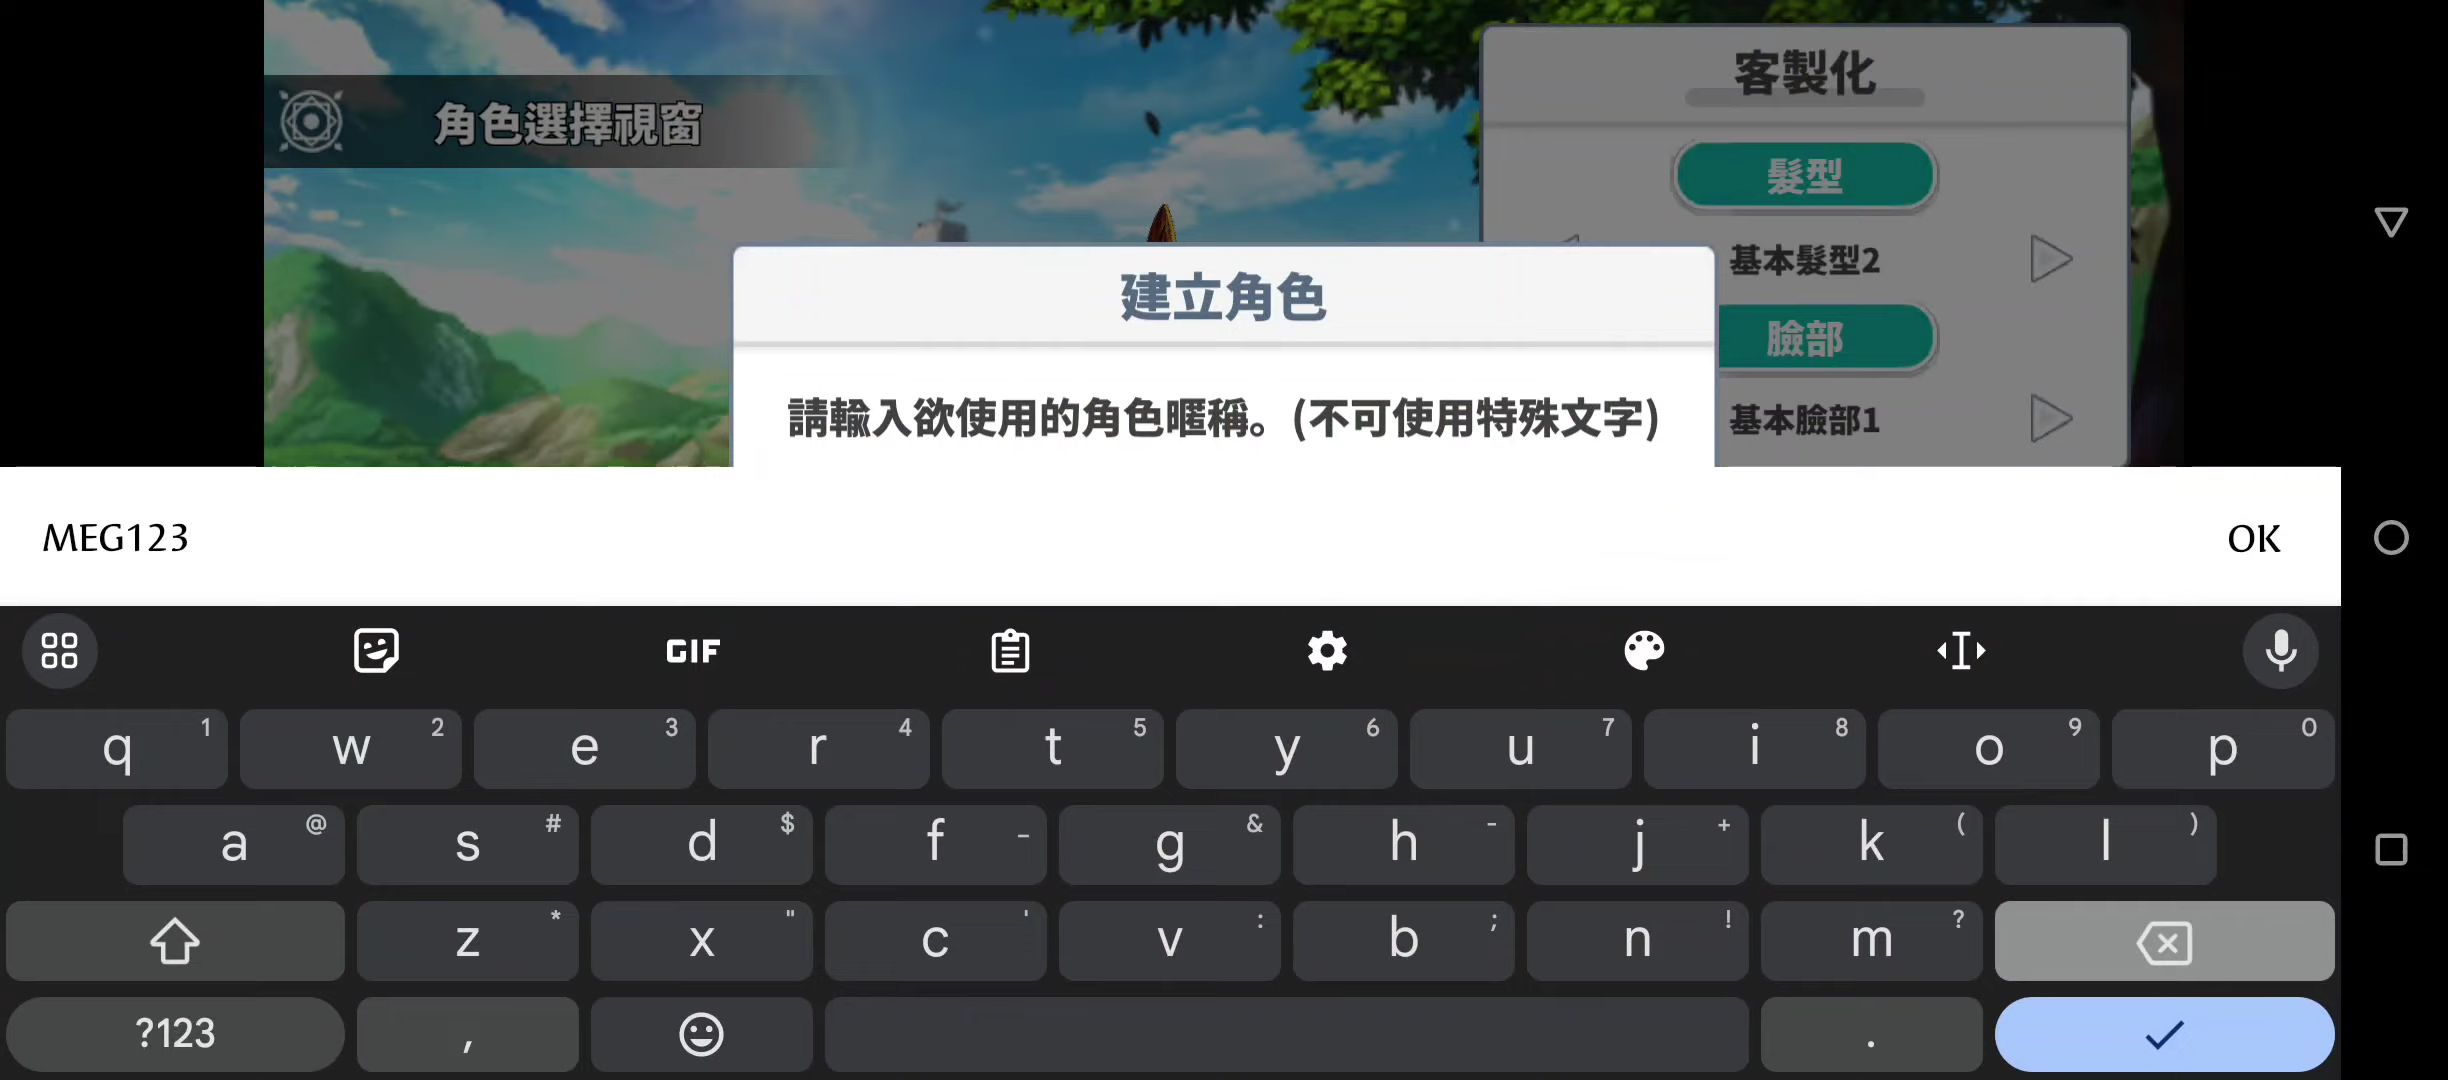 角色選擇視窗
客製化
髮型
基本髮型2
臉部
基本臉部1
建立角色
請輸入欲使用的角色暱稱。(不可使用特殊文字)
MEG123
OK
GIF
q 1 w 2 e 3 r 4 t 5 y 6 u 7 i 8 o 9 p 0
a @ s # d $ f _ g & h - j + k ( l )
z * x " c ' v : b ; n ! m ?
?123 , .